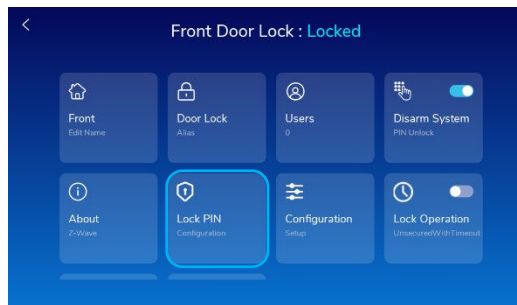 Front Door Lock : Locked
Front
Edit Name
Door Lock
Alias
Users
0
Disarm System
PIN Unlock
About
Z-Wave
Lock PIN
Configuration
Configuration
Setup
Lock Operation
UnsecuredWithTimeout